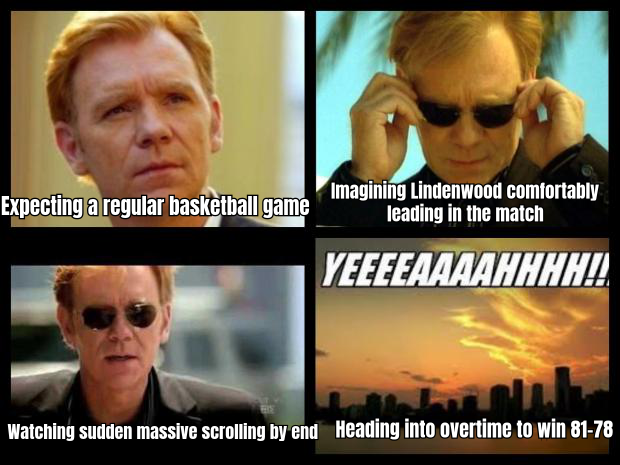 Expecting a regular basketball game
Imagining Lindenwood comfortably
leading in the match
YEEEEAAAAHHHH!!!
Watching sudden massive scrolling by end
Heading into overtime to win 81-78